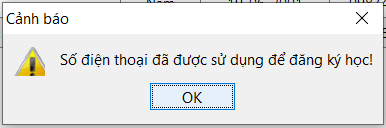 Cảnh báo
Số điện thoại đã được sử dụng để đăng ký học!
OK